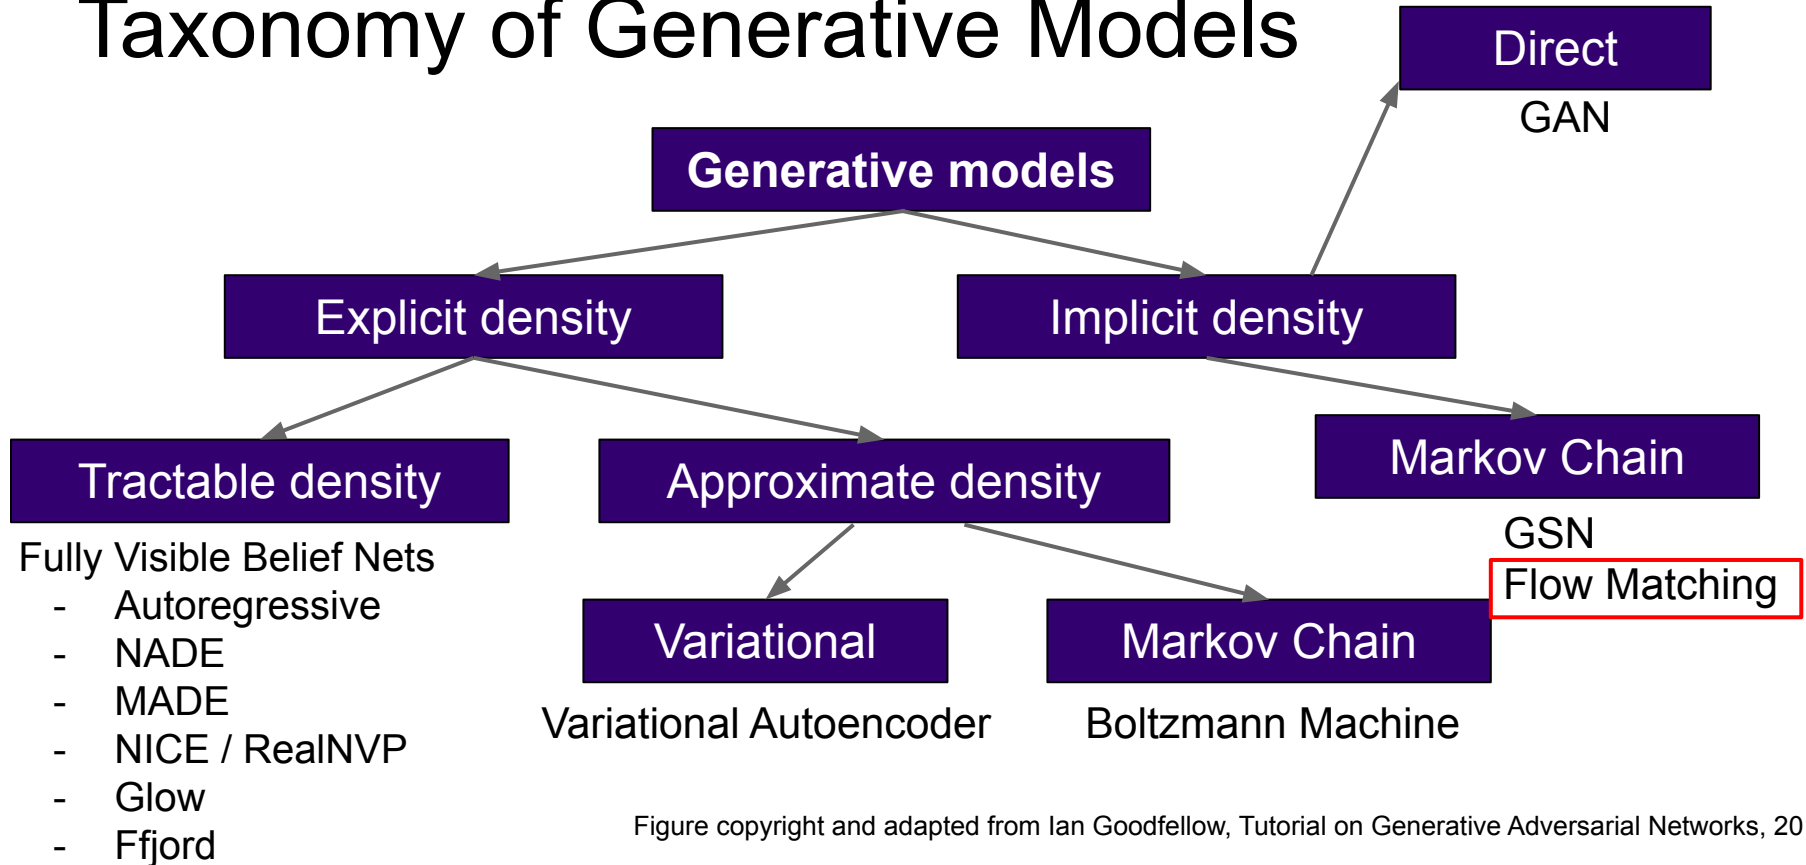 Taxonomy of Generative Models
Direct
GAN
Generative models
Explicit density
Implicit density
Tractable density
Approximate density
Markov Chain
GSN
Flow Matching
Fully Visible Belief Nets
- Autoregressive
- NADE
- MADE
- NICE / RealNVP
- Glow
- Ffjord
Variational
Markov Chain
Variational Autoencoder
Boltzmann Machine
Figure copyright and adapted from Ian Goodfellow, Tutorial on Generative Adversarial Networks, 20